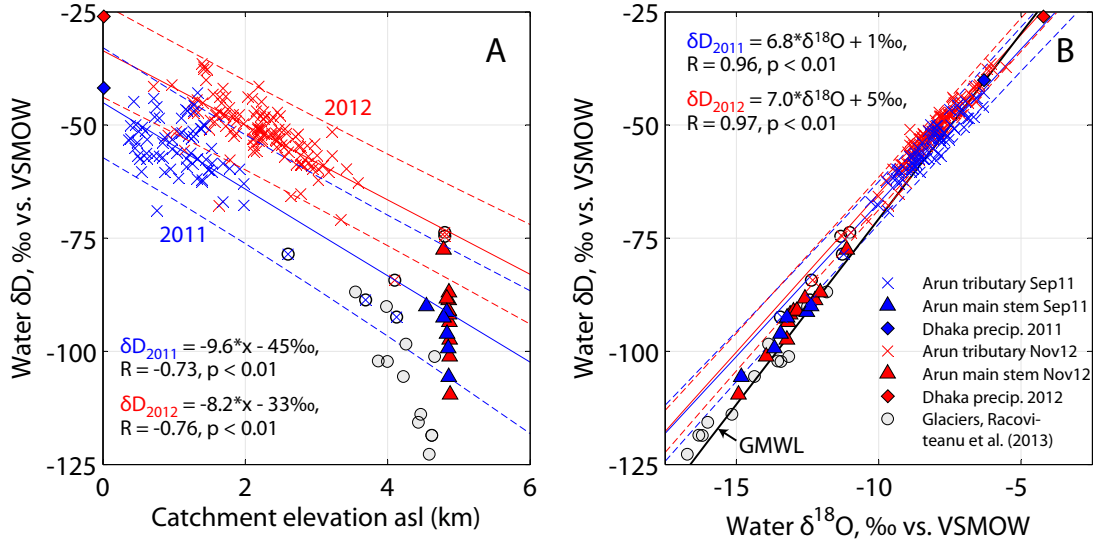 -25
-50
-75
-100
-125
0
2
4
6
Water δD, ‰ vs. VSMOW
Catchment elevation asl (km)
A
2012
2011
δD2011 = -9.6*x - 45‰,
R = -0.73, p < 0.01
δD2012 = -8.2*x - 33‰,
R = -0.76, p < 0.01
-25
-50
-75
-100
-125
-15
-10
-5
Water δD, ‰ vs. VSMOW
Water δ18O, ‰ vs. VSMOW
B
δD2011 = 6.8*δ18O + 1‰,
R = 0.96, p < 0.01
δD2012 = 7.0*δ18O + 5‰,
R = 0.97, p < 0.01
Arun tributary Sep11
Arun main stem Sep11
Dhaka precip. 2011
Arun tributary Nov12
Arun main stem Nov12
Dhaka precip. 2012
Glaciers, Racovi-
teanu et al. (2013)
GMWL